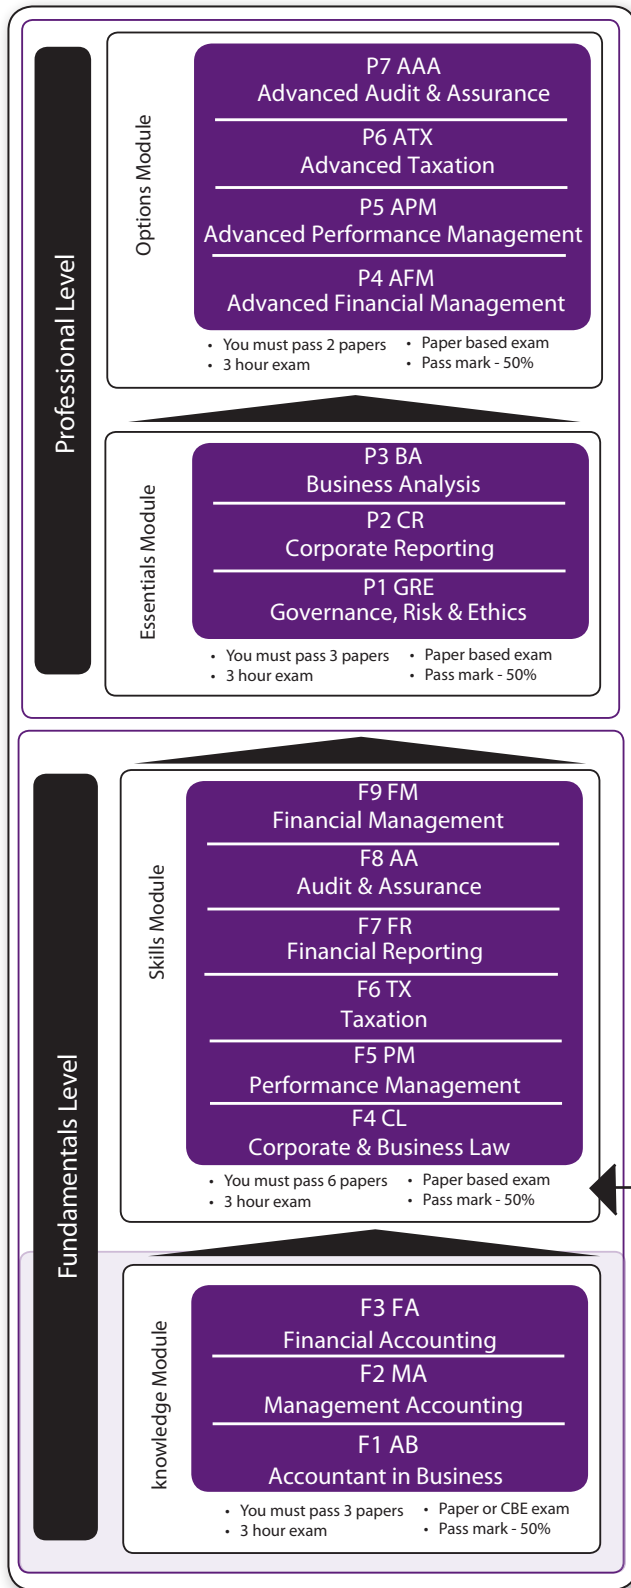 Professional Level
Options Module
P7 AAA
Advanced Audit & Assurance
P6 ATX
Advanced Taxation
P5 APM
Advanced Performance Management
P4 AFM
Advanced Financial Management
• You must pass 2 papers
• 3 hour exam
• Paper based exam
• Pass mark - 50%
Essentials Module
P3 BA
Business Analysis
P2 CR
Corporate Reporting
P1 GRE
Governance, Risk & Ethics
• You must pass 3 papers
• 3 hour exam
• Paper based exam
• Pass mark - 50%
Fundamentals Level
Skills Module
F9 FM
Financial Management
F8 AA
Audit & Assurance
F7 FR
Financial Reporting
F6 TX
Taxation
F5 PM
Performance Management
F4 CL
Corporate & Business Law
• You must pass 6 papers
• 3 hour exam
• Paper based exam
• Pass mark - 50%
knowledge Module
F3 FA
Financial Accounting
F2 MA
Management Accounting
F1 AB
Accountant in Business
• You must pass 3 papers
• 3 hour exam
• Paper or CBE exam
• Pass mark - 50%